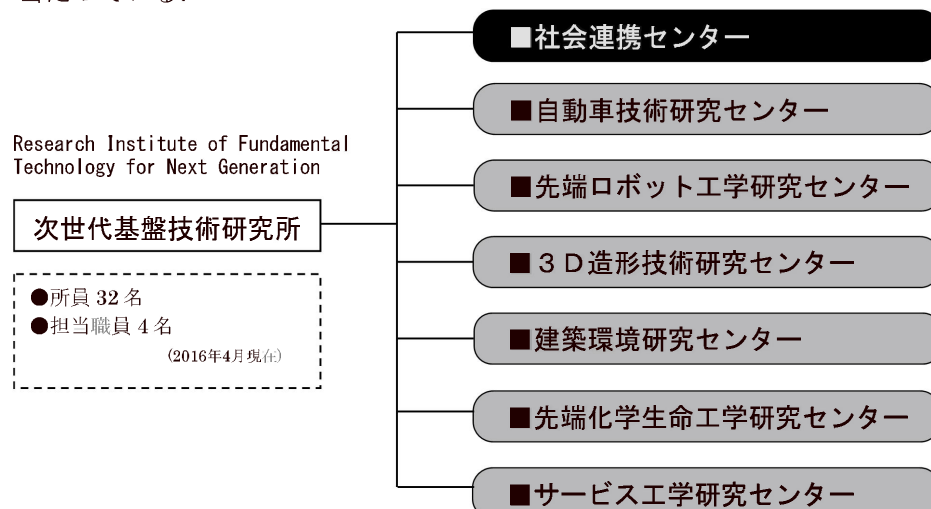 ■社会連携センター
■自動車技術研究センター
Research Institute of Fundamental
Technology for Next Generation
■先端ロボット工学研究センター
次世代基盤技術研究所
■３Ｄ造形技術研究センター
●所員 32 名
●担当職員 4 名
(2016年4月現在)
■建築環境研究センター
■先端化学生命工学研究センター
■サービス工学研究センター